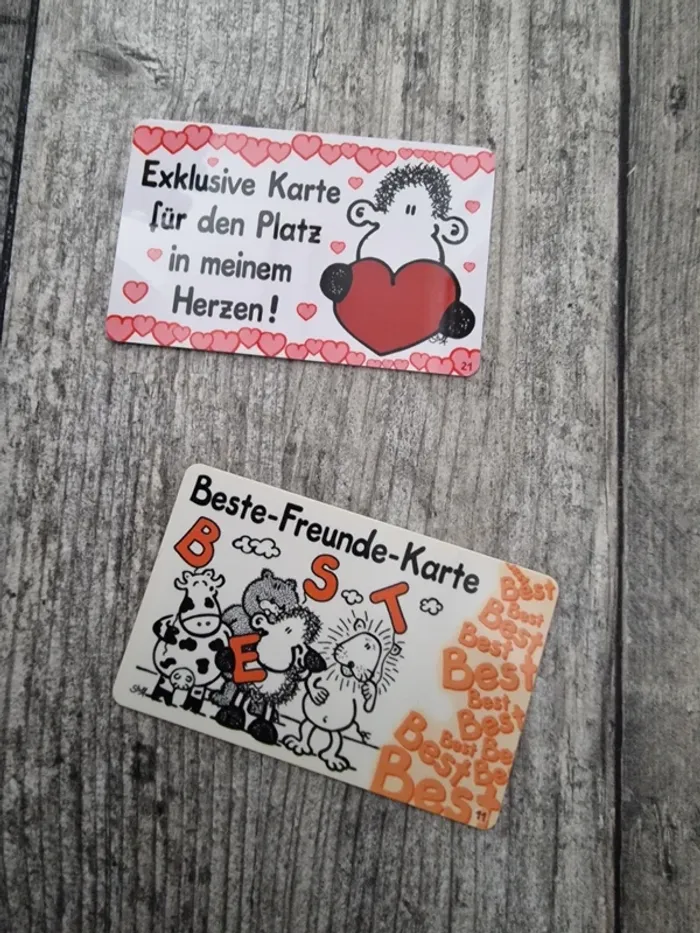 Exklusive Karte
für den Platz
in meinem
Herzen!
21
Beste-Freunde-Karte
B
E
S
T
Best
Best
Best
Best
Best
Best
Best
Best
Best
Best
Best
11